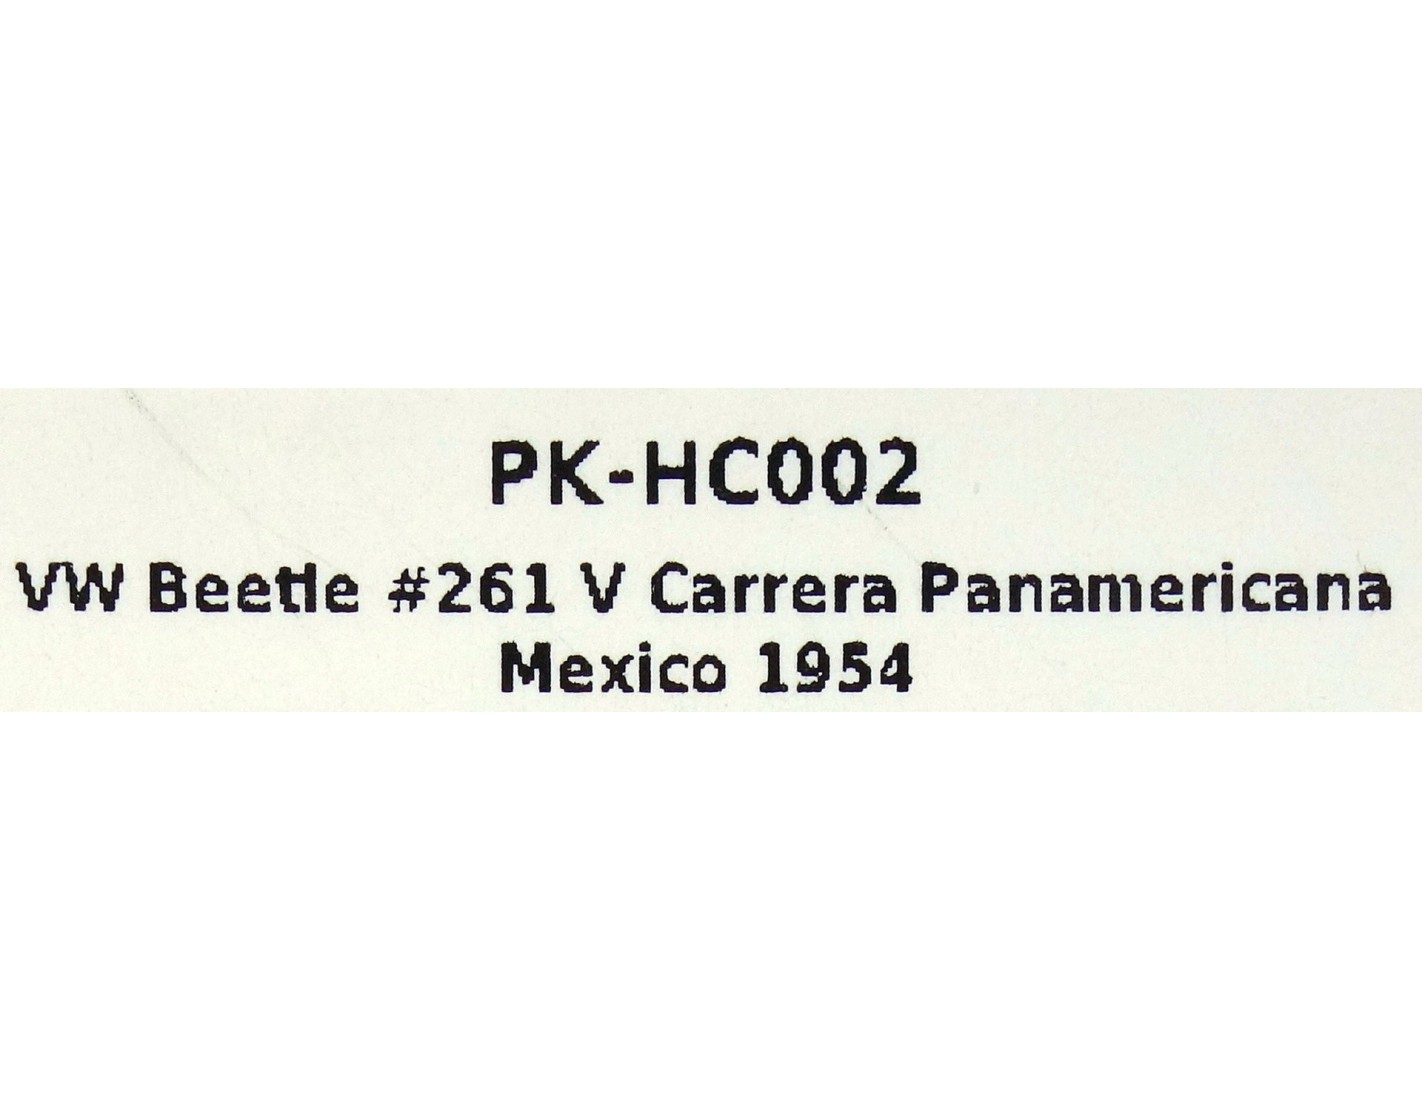 PK-HC002
VW Beetle #261 V Carrera Panamericana
Mexico 1954